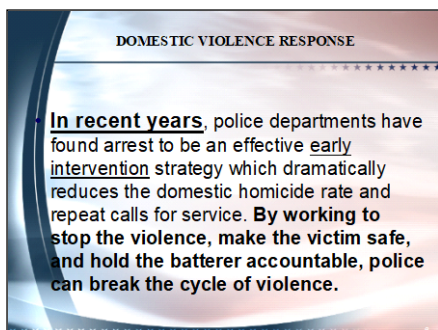 DOMESTIC VIOLENCE RESPONSE
• In recent years, police departments have
found arrest to be an effective early
intervention strategy which dramatically
reduces the domestic homicide rate and
repeat calls for service. By working to
stop the violence, make the victim safe,
and hold the batterer accountable, police
can break the cycle of violence.